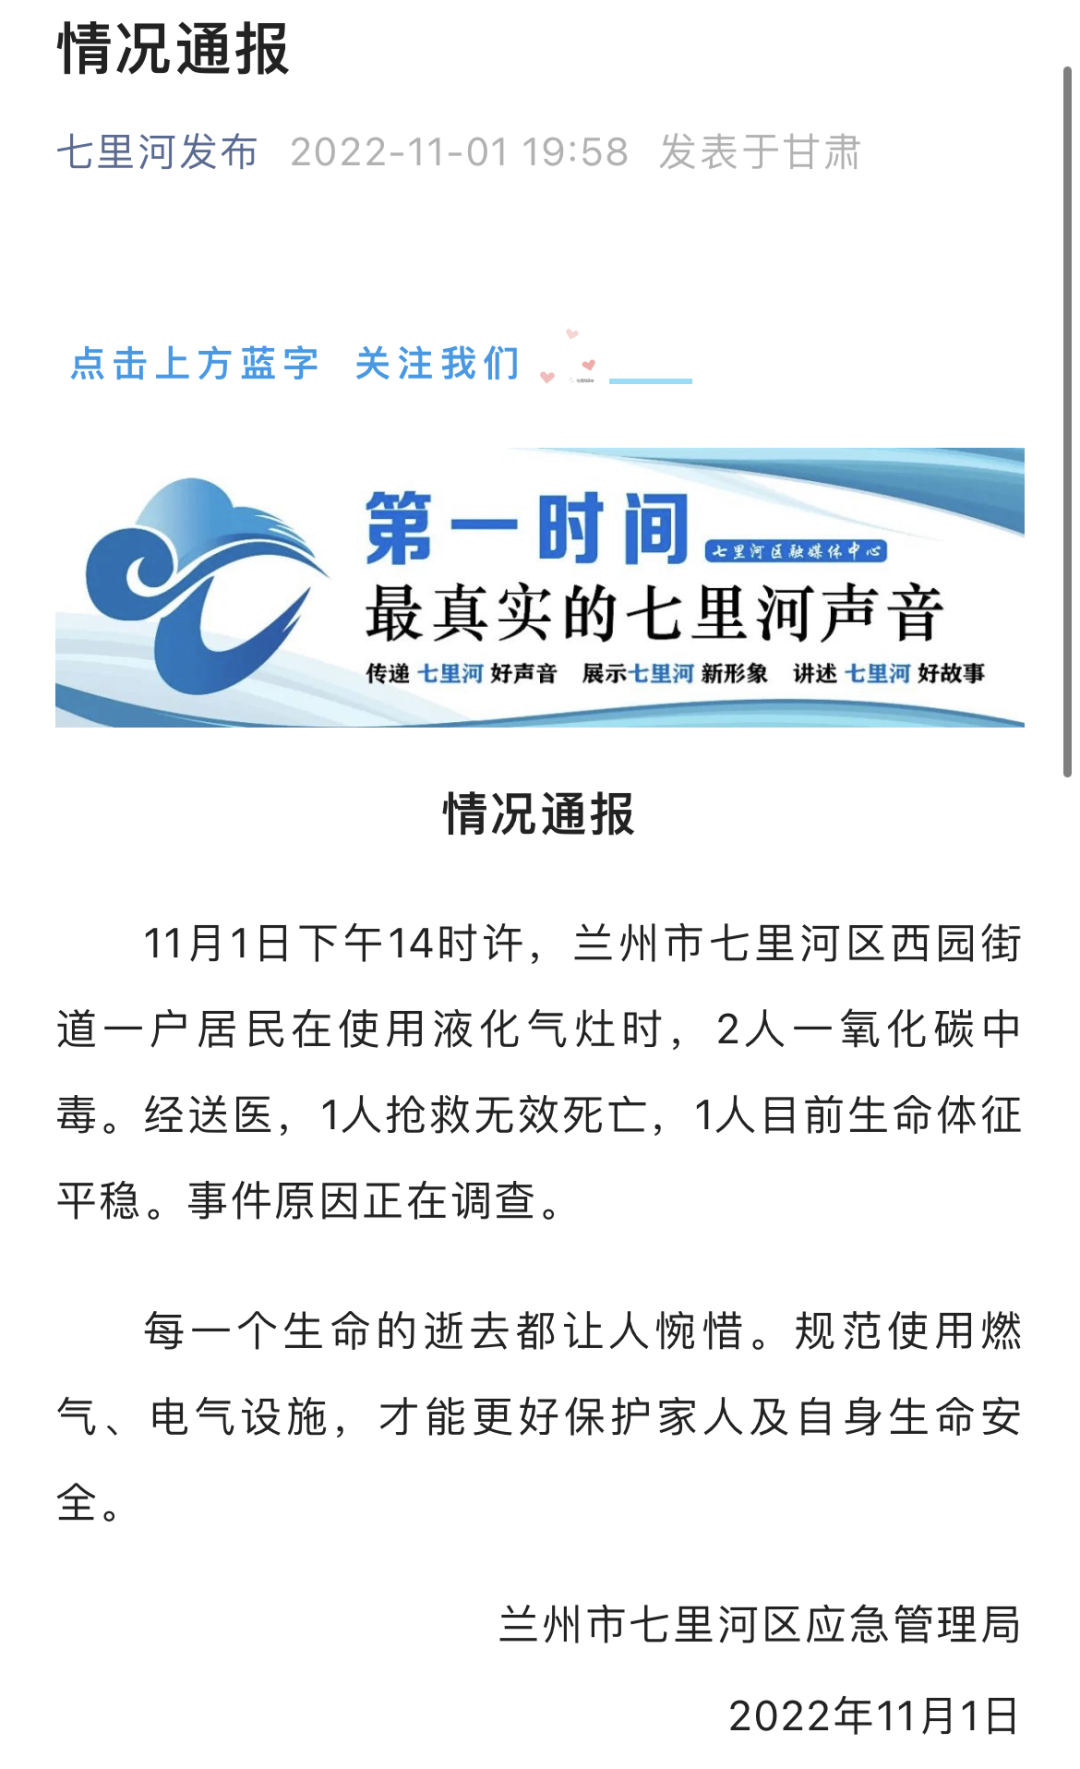 情况通报
七里河发布 2022-11-01 19:58 发表于甘肃
点击上方蓝字 关注我们
第一时间 七里河区融媒体中心
最真实的七里河声音
传递 七里河 好声音 展示七里河 新形象 讲述 七里河 好故事
情况通报
11月1日下午14时许，兰州市七里河区西园街
道一户居民在使用液化气灶时，2人一氧化碳中
毒。经送医，1人抢救无效死亡，1人目前生命体征
平稳。事件原因正在调查。
每一个生命的逝去都让人惋惜。规范使用燃
气、电气设施，才能更好保护家人及自身生命安
全。
兰州市七里河区应急管理局
2022年11月1日